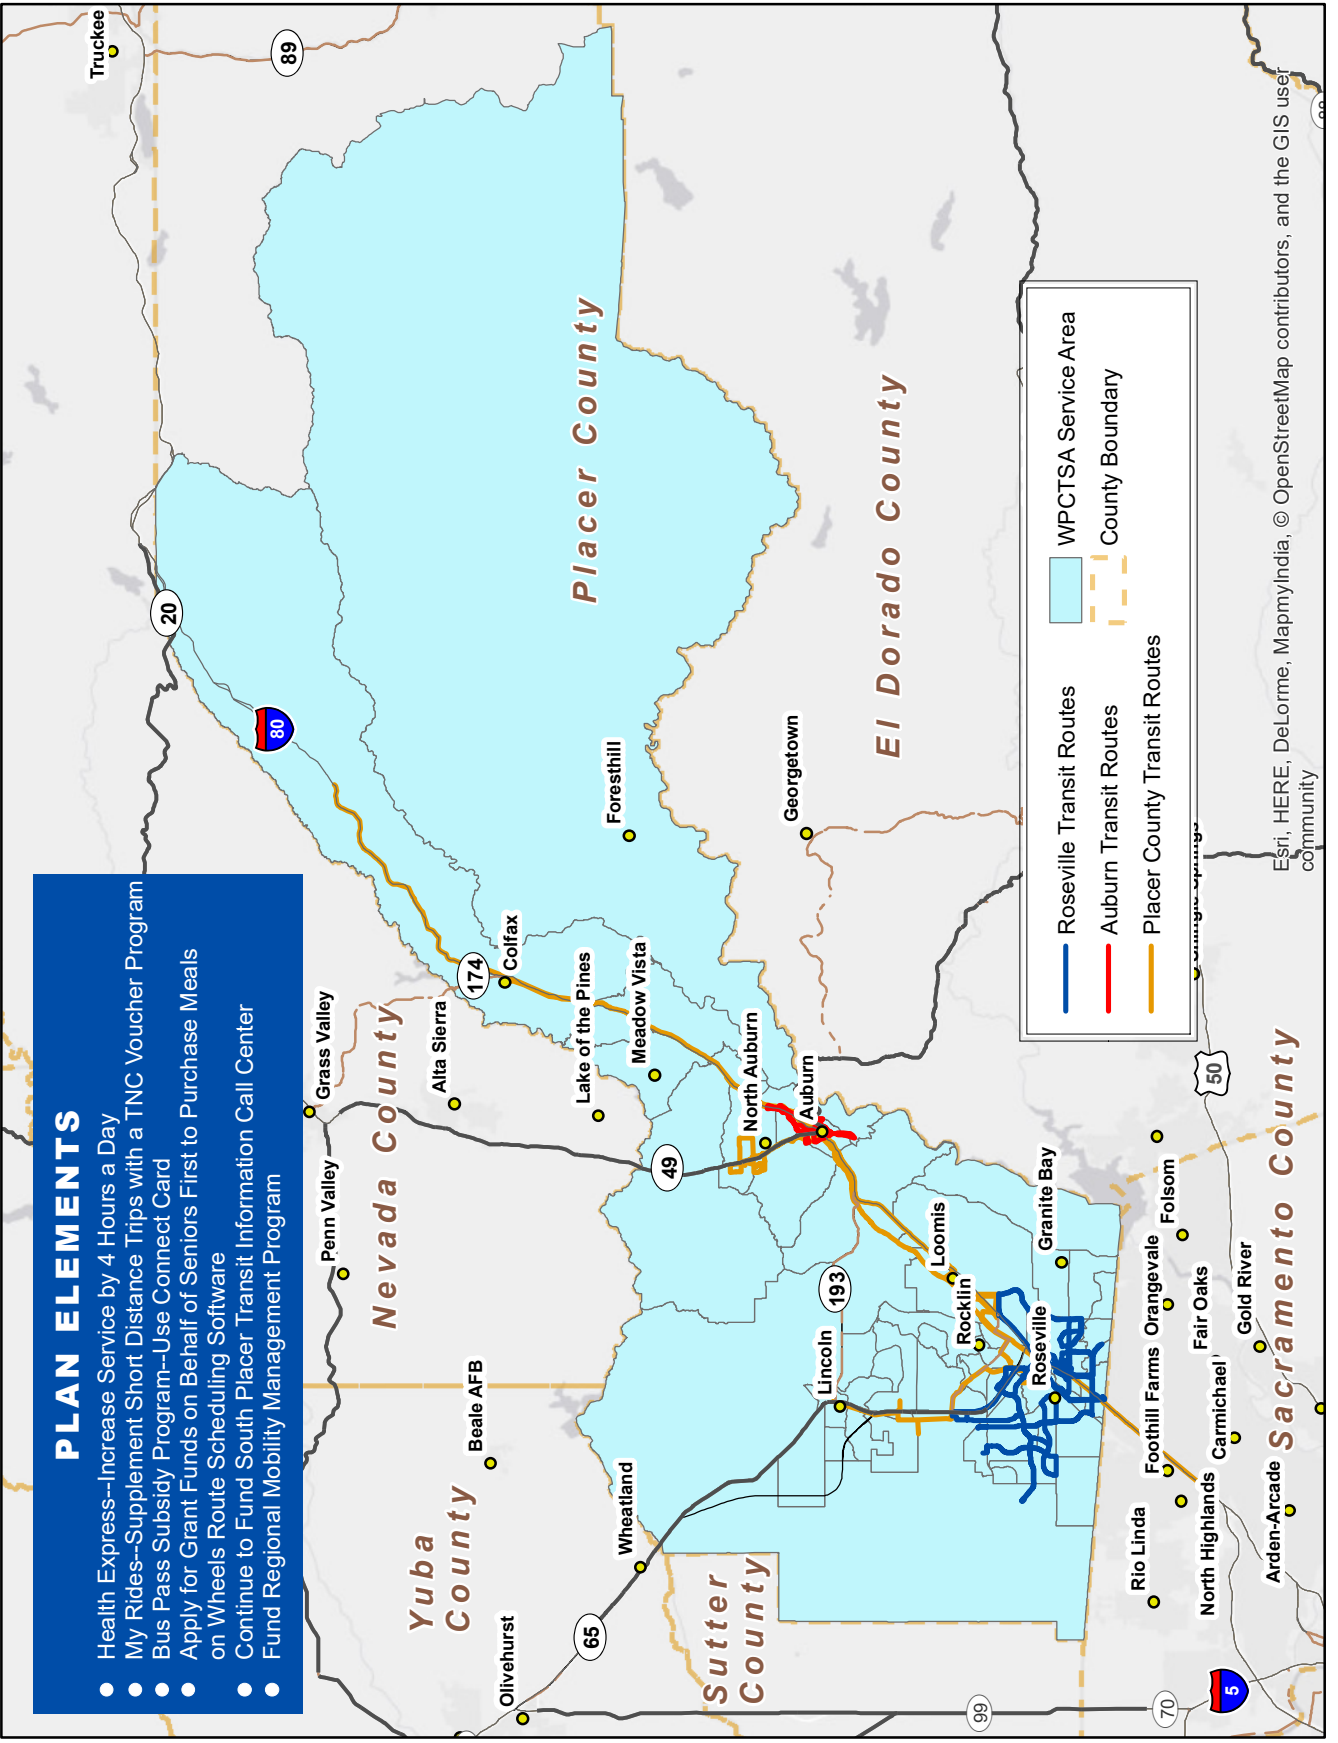 PLAN ELEMENTS
Health Express--Increase Service by 4 Hours a Day
My Rides--Supplement Short Distance Trips with a TNC Voucher Program
Bus Pass Subsidy Program--Use Connect Card
Apply for Grant Funds on Behalf of Seniors First to Purchase Meals
on Wheels Route Scheduling Software
Continue to Fund South Placer Transit Information Call Center
Fund Regional Mobility Management Program
Truckee
89
20
80
Grass Valley
Penn Valley
Nevada County
Alta Sierra
174
Colfax
Lake of the Pines
Meadow Vista
Foresthill
Placer County
Beale AFB
Yuba
County
Olivehurst
65
Wheatland
49
North Auburn
Auburn
Georgetown
El Dorado County
Sutter
County
Lincoln
193
Loomis
Rocklin
Roseville
Granite Bay
99
70
5
Rio Linda
Foothill Farms
Orangevale
Folsom
North Highlands
Carmichael
Fair Oaks
Gold River
Arden-Arcade
Sacramento County
50
Roseville Transit Routes
Auburn Transit Routes
Placer County Transit Routes
WPCTSA Service Area
County Boundary
Esri, HERE, DeLorme, MapmyIndia, © OpenStreetMap contributors, and the GIS user
community